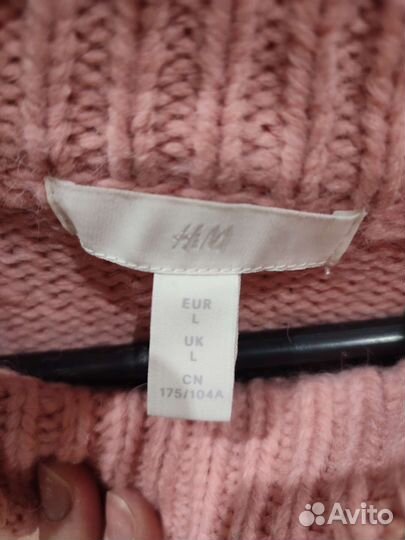 H&M
EUR
L
UK
L
CN
175/104A
Avito